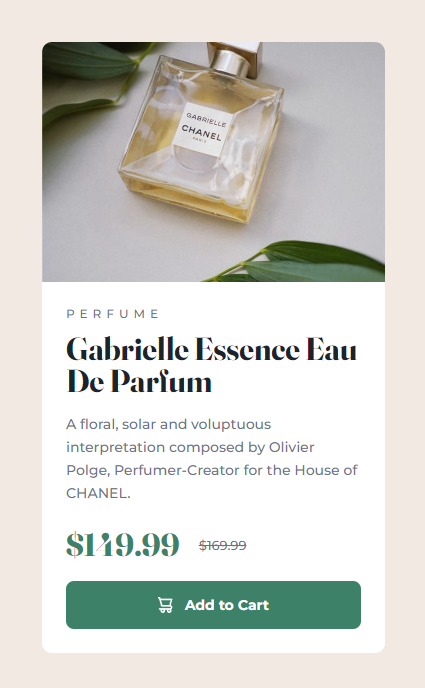 GABRIELLE
CHANEL
PARIS
PERFUME
Gabrielle Essence Eau
De Parfum
A floral, solar and voluptuous
interpretation composed by Olivier
Polge, Perfumer-Creator for the House of
CHANEL.
$149.99 $169.99
Add to Cart